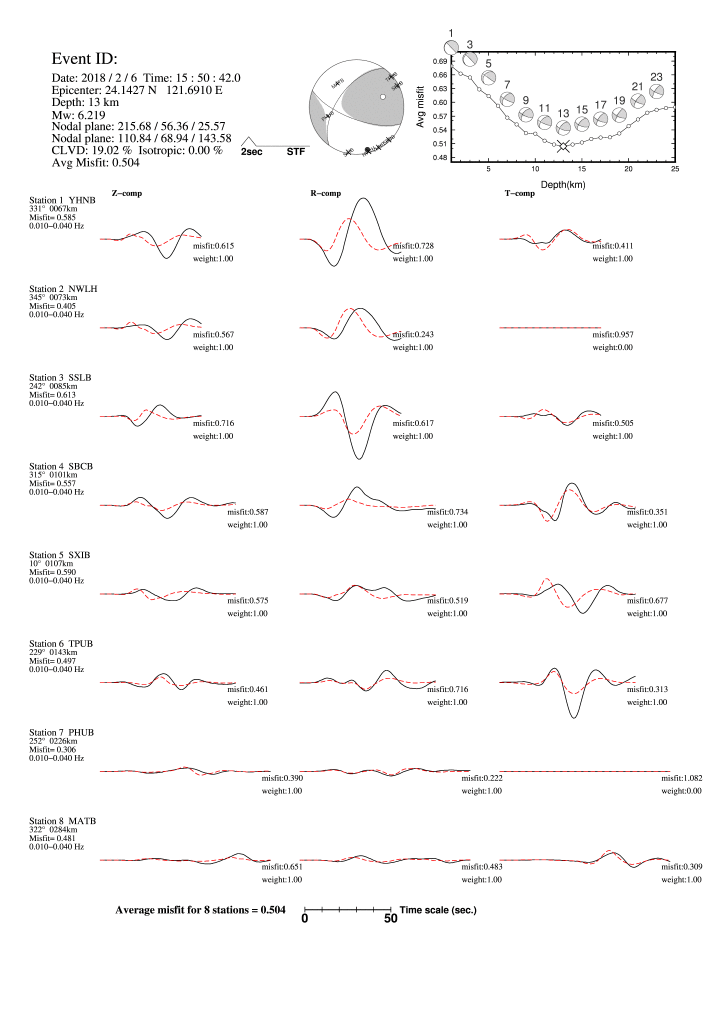 Event ID:
Date: 2018 / 2 / 6 Time: 15 : 50 : 42.0
Epicenter: 24.1427 N 121.6910 E
Depth: 13 km
Mw: 6.219
Nodal plane: 215.68 / 56.36 / 25.57
Nodal plane: 110.84 / 68.94 / 143.58
CLVD: 19.02 % Isotropic: 0.00 %
Avg Misfit: 0.504
2sec STF
1 3 5 7 9 11 13 15 17 19 21 23
Avg misfit
0.69
0.66
0.63
0.60
0.57
0.54
0.51
0.48
5 10 15 20 25
Depth(km)
Z−comp R−comp T−comp
Station 1 YHNB
331° 0067km
Misfit= 0.585
0.010−0.040 Hz
misfit:0.615 misfit:0.728 misfit:0.411
weight:1.00 weight:1.00 weight:1.00
Station 2 NWLH
345° 0073km
Misfit= 0.405
0.010−0.040 Hz
misfit:0.567 misfit:0.243 misfit:0.957
weight:1.00 weight:1.00 weight:0.00
Station 3 SSLB
242° 0085km
Misfit= 0.613
0.010−0.040 Hz
misfit:0.716 misfit:0.617 misfit:0.505
weight:1.00 weight:1.00 weight:1.00
Station 4 SBCB
315° 0101km
Misfit= 0.557
0.010−0.040 Hz
misfit:0.587 misfit:0.734 misfit:0.351
weight:1.00 weight:1.00 weight:1.00
Station 5 SXIB
10° 0107km
Misfit= 0.590
0.010−0.040 Hz
misfit:0.575 misfit:0.519 misfit:0.677
weight:1.00 weight:1.00 weight:1.00
Station 6 TPUB
229° 0143km
Misfit= 0.497
0.010−0.040 Hz
misfit:0.461 misfit:0.716 misfit:0.313
weight:1.00 weight:1.00 weight:1.00
Station 7 PHUB
252° 0226km
Misfit= 0.306
0.010−0.040 Hz
misfit:0.390 misfit:0.222 misfit:1.082
weight:1.00 weight:1.00 weight:0.00
Station 8 MATB
322° 0284km
Misfit= 0.481
0.010−0.040 Hz
misfit:0.651 misfit:0.483 misfit:0.309
weight:1.00 weight:1.00 weight:1.00
Average misfit for 8 stations = 0.504
0 50 Time scale (sec.)